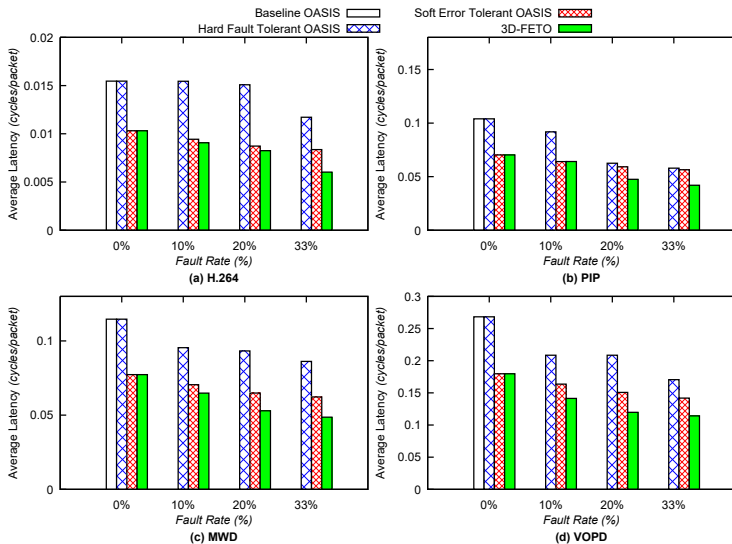 Baseline OASIS
Hard Fault Tolerant OASIS
Soft Error Tolerant OASIS
3D-FETO
Average Latency (cycles/packet)
0.02
0.015
0.01
0.005
0
0% 10% 20% 33%
Fault Rate (%)
(a) H.264
Average Latency (cycles/packet)
0.15
0.1
0.05
0
0% 10% 20% 33%
Fault Rate (%)
(b) PIP
Average Latency (cycles/packet)
0.1
0.05
0
0% 10% 20% 33%
Fault Rate (%)
(c) MWD
Average Latency (cycles/packet)
0.3
0.25
0.2
0.15
0.1
0.05
0
0% 10% 20% 33%
Fault Rate (%)
(d) VOPD